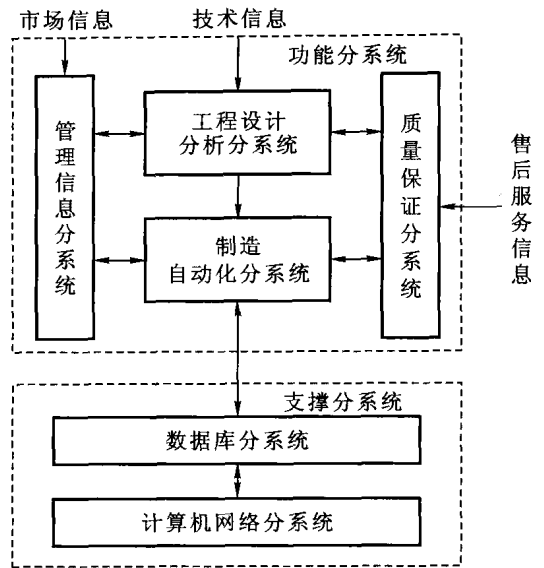 市场信息
技术信息
功能分系统
管理信息分系统
工程设计
分析分系统
质量保证分系统
售后服务信息
制造
自动化分系统
支撑分系统
数据库分系统
计算机网络分系统